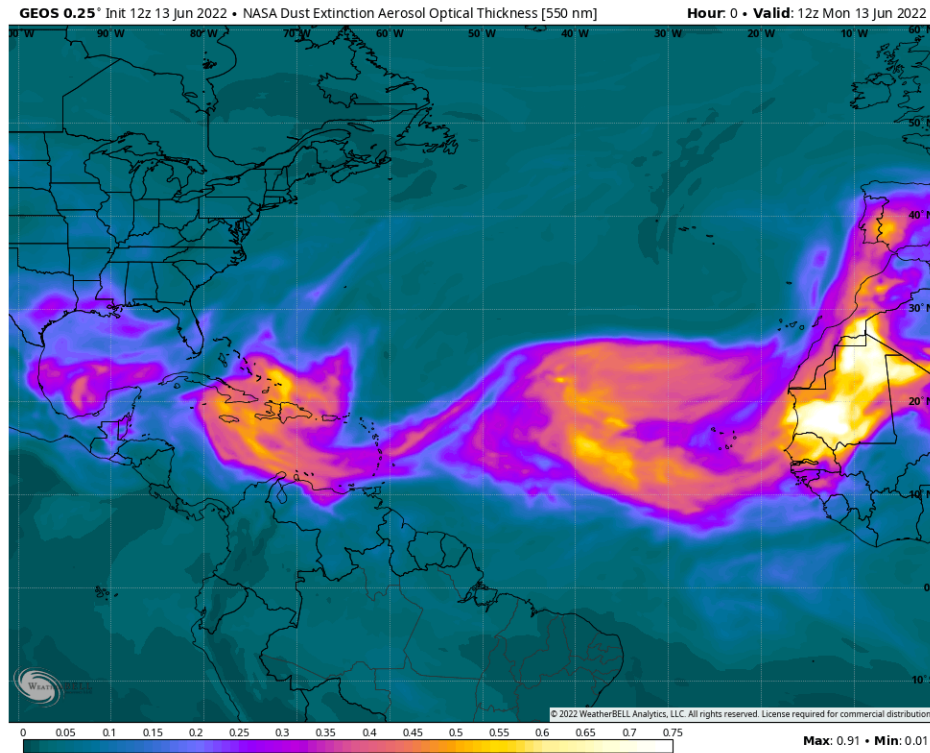 GEOS 0.25° Init 12z 13 Jun 2022 • NASA Dust Extinction Aerosol Optical Thickness [550 nm] Hour: 0 • Valid: 12z Mon 13 Jun 2022
90°W 80°W 70°W 60°W 50°W 40°W 30°W 20°W 10°W
50°N
40°N
30°N
20°N
10°N
0°
10°
© 2022 WeatherBELL Analytics, LLC. All rights reserved. License required for commercial distribution
0 0.05 0.1 0.15 0.2 0.25 0.3 0.35 0.4 0.45 0.5 0.55 0.6 0.65 0.7 0.75
Max: 0.91 • Min: 0.01